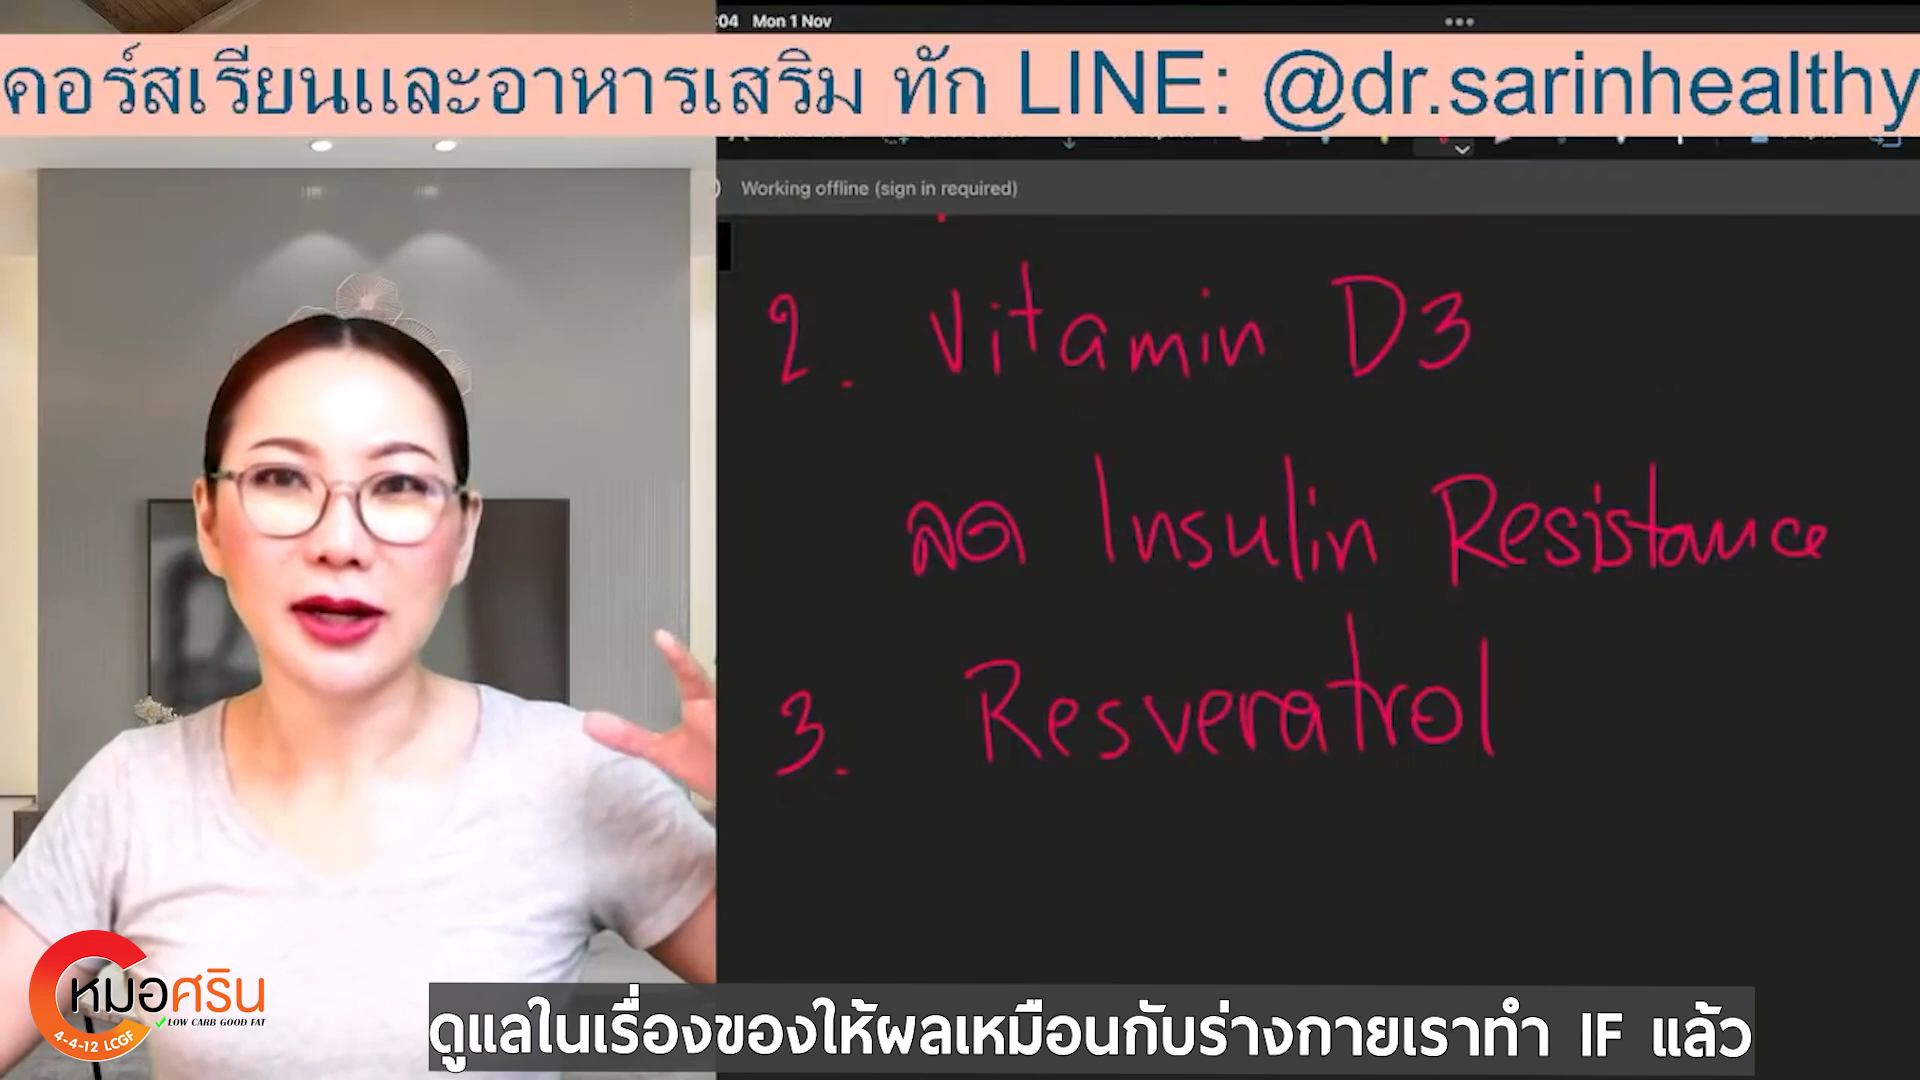 :04 Mon 1 Nov
คอร์สเรียนและอาหารเสริม ทัก LINE: @dr.sarinhealthy
Working offline (sign in required)
2. Vitamin D3
ลด Insulin Resistance
3. Resveratrol
หมอศริน
LOW CARB GOOD FAT
4-4-12 LCGF
ดูแลในเรื่องของให้ผลเหมือนกับร่างกายเราทำ IF แล้ว